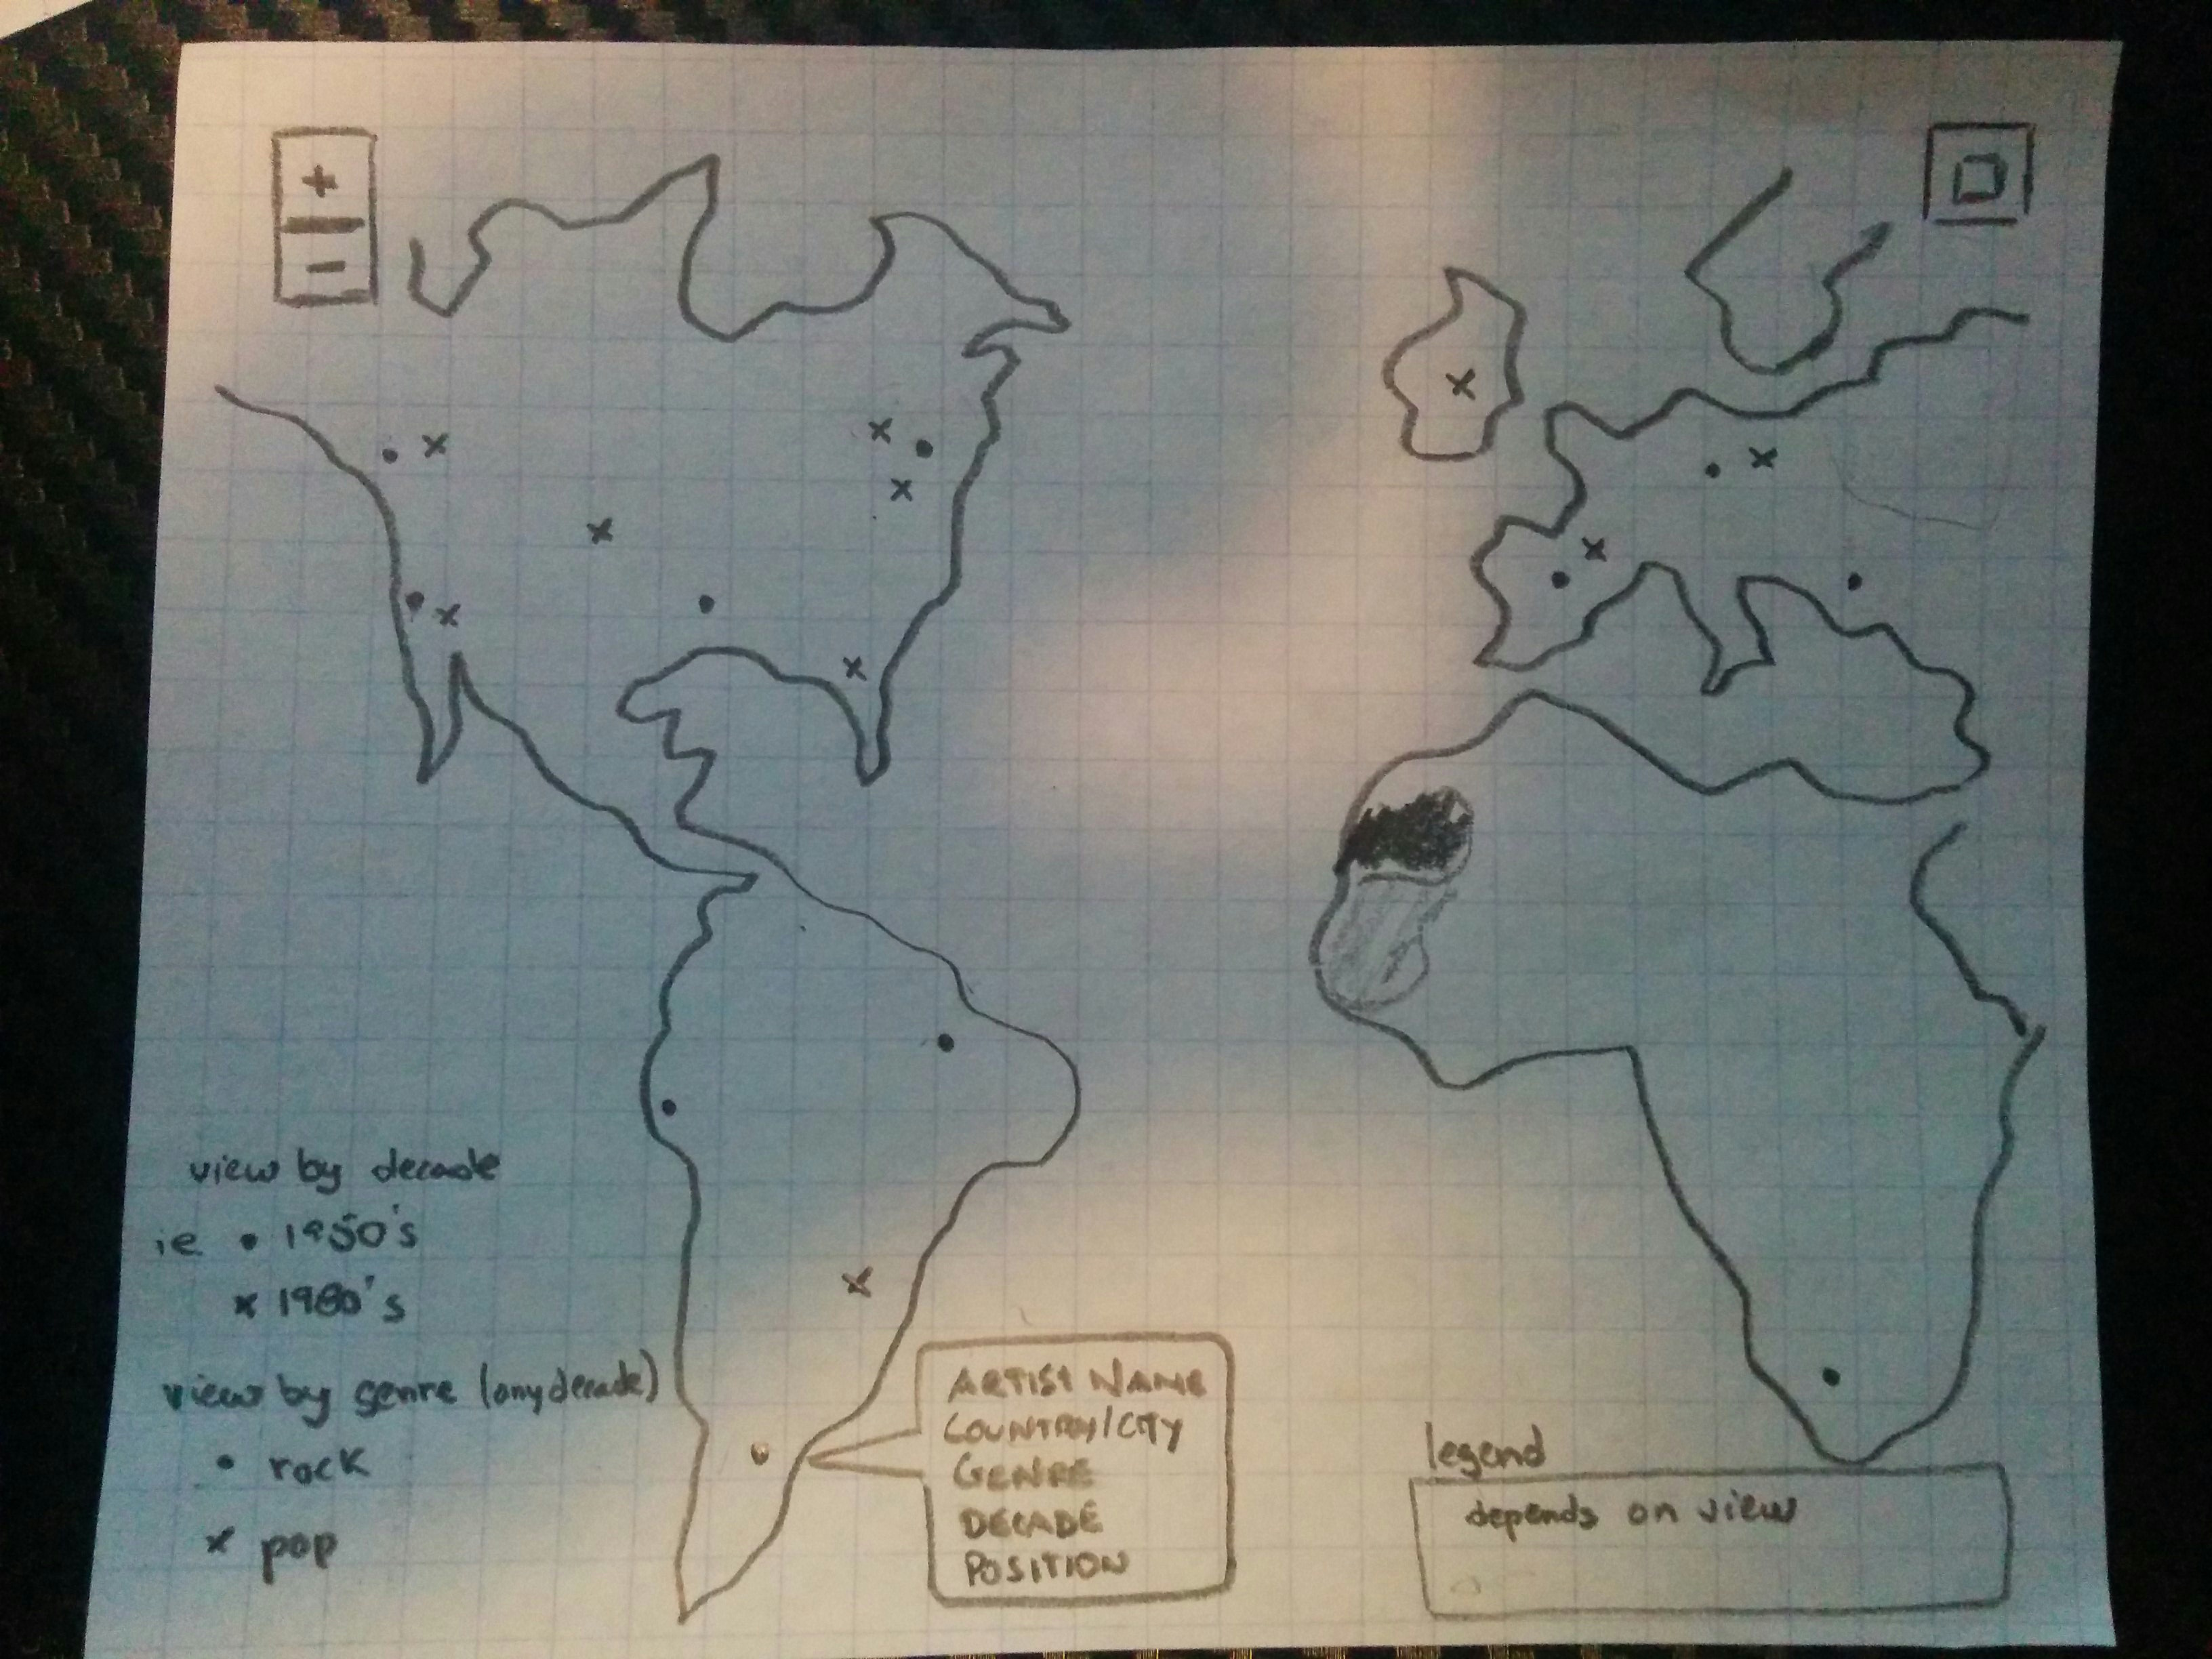 +
-
view by decade
ie • 1950's
x 1980's
view by genre (any decade)
• rock
x pop
ARTIST NAME
COUNTRY/CITY
GENRE
DECADE
POSITION
legend
depends on view